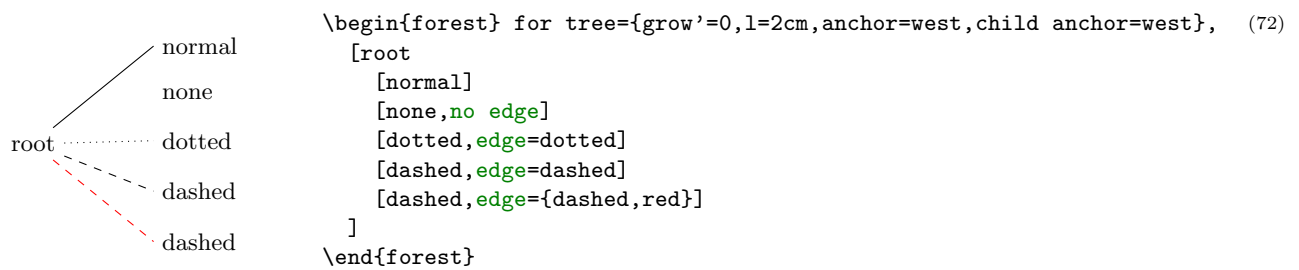 normal
none
root
dotted
dashed
dashed
\begin{forest} for tree={grow’=0,l=2cm,anchor=west,child anchor=west}, (72)
[root
[normal]
[none,no edge]
[dotted,edge=dotted]
[dashed,edge=dashed]
[dashed,edge={dashed,red}]
]
\end{forest}